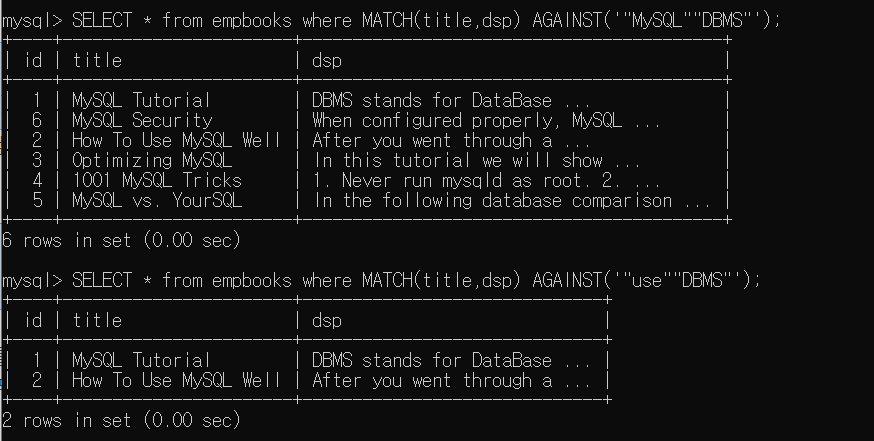 mysql> SELECT * from empbooks where MATCH(title,dsp) AGAINST('"MySQL""DBMS"');
+----+-----------------------+------------------------------------------+
| id | title                 | dsp                                      |
+----+-----------------------+------------------------------------------+
|  1 | MySQL Tutorial        | DBMS stands for DataBase ...             |
|  6 | MySQL Security        | When configured properly, MySQL ...      |
|  2 | How To Use MySQL Well | After you went through a ...             |
|  3 | Optimizing MySQL      | In this tutorial we will show ...        |
|  4 | 1001 MySQL Tricks     | 1. Never run mysqld as root. 2. ...      |
|  5 | MySQL vs. YourSQL     | In the following database comparison ... |
+----+-----------------------+------------------------------------------+
6 rows in set (0.00 sec)
mysql> SELECT * from empbooks where MATCH(title,dsp) AGAINST('"use""DBMS"');
+----+-----------------------+------------------------------+
| id | title                 | dsp                          |
+----+-----------------------+------------------------------+
|  1 | MySQL Tutorial        | DBMS stands for DataBase ... |
|  2 | How To Use MySQL Well | After you went through a ... |
+----+-----------------------+------------------------------+
2 rows in set (0.00 sec)